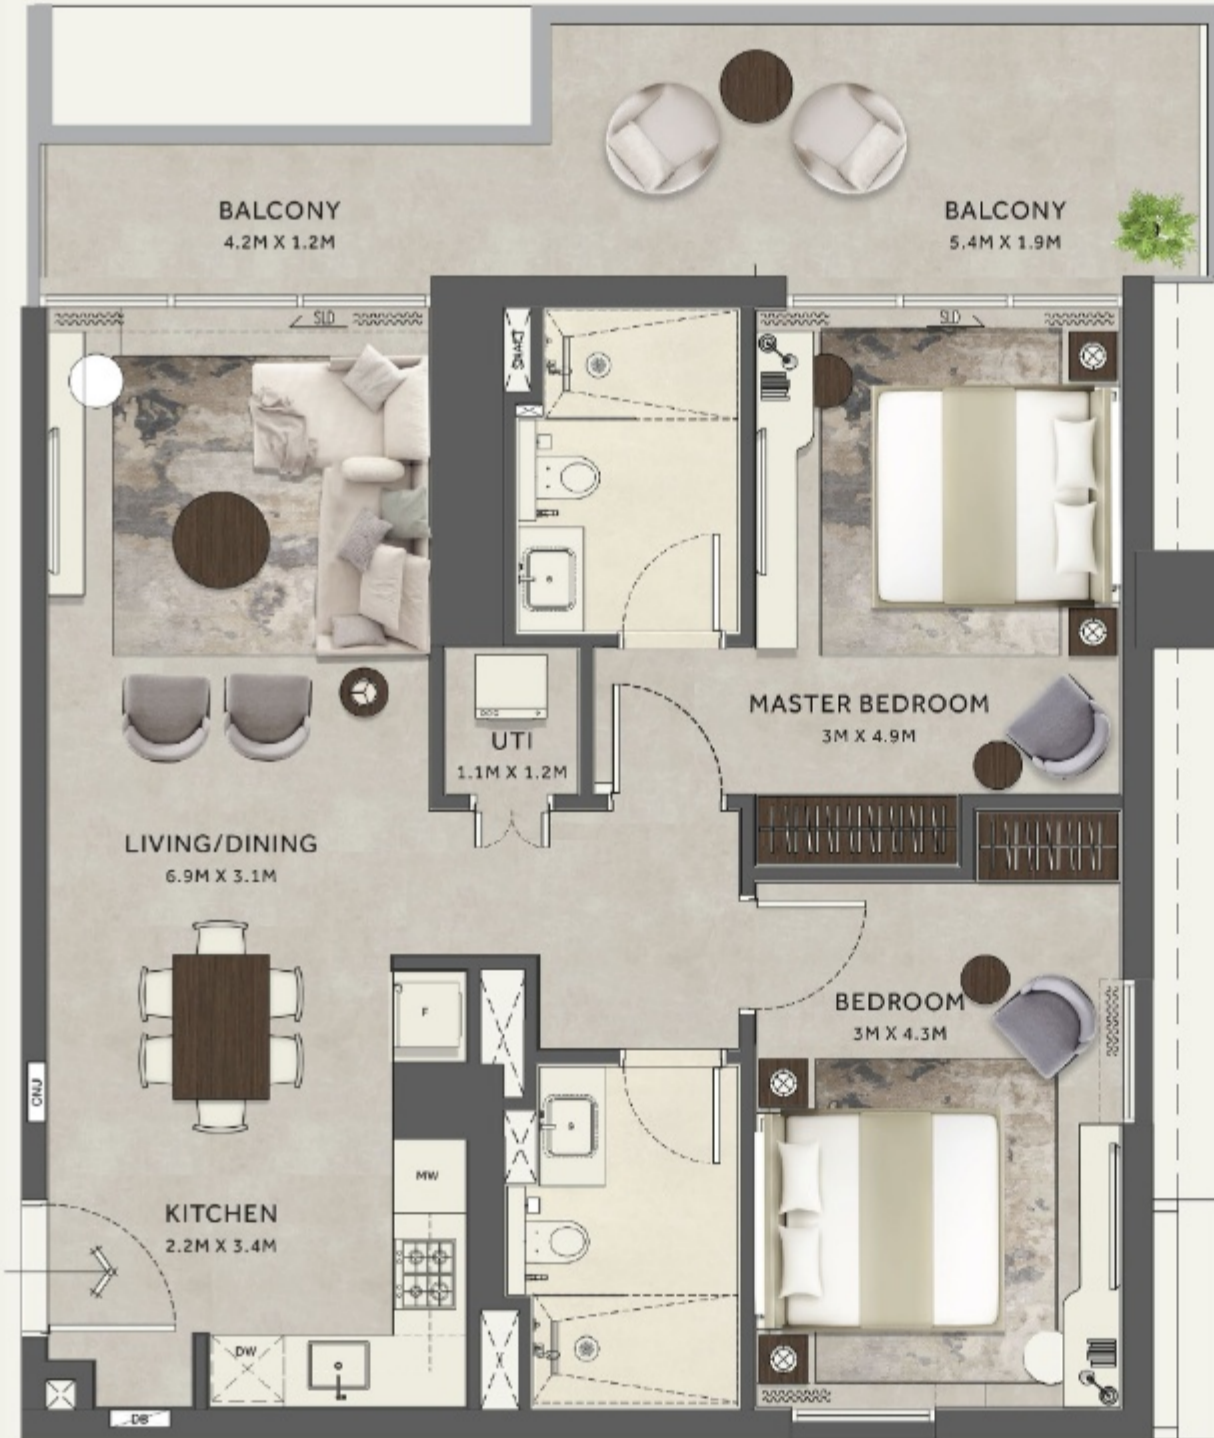 BALCONY
4.2M X 1.2M
BALCONY
5.4M X 1.9M
SLD
SLD
MASTER BEDROOM
3M X 4.9M
UTI
1.1M X 1.2M
LIVING/DINING
6.9M X 3.1M
BEDROOM
3M X 4.3M
F
CNJ
MW
KITCHEN
2.2M X 3.4M
DW
DB